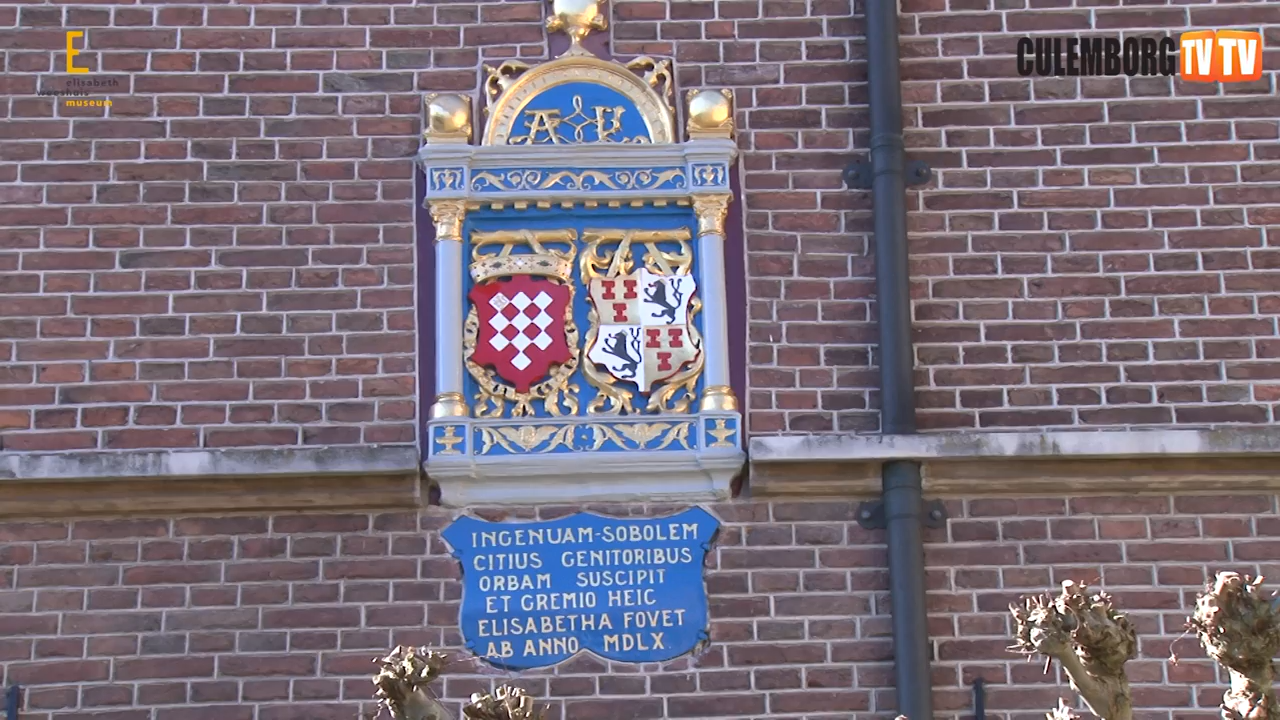 E
elisabeth
weeshuis
museum
CULEMBORG TV TV
INGENUAM-SOBOLEM
CITIUS GENITORIBUS
ORBAM SUSCIPIT
ET GREMIO HEIC
ELISABETHA FOVET
AB ANNO MDLX.